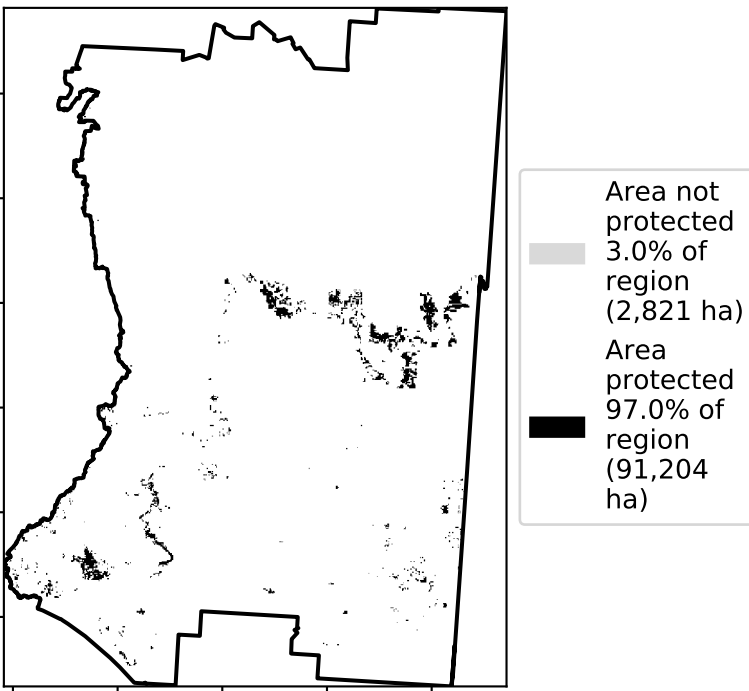 Area not
protected
3.0% of
region
(2,821 ha)
Area
protected
97.0% of
region
(91,204
ha)